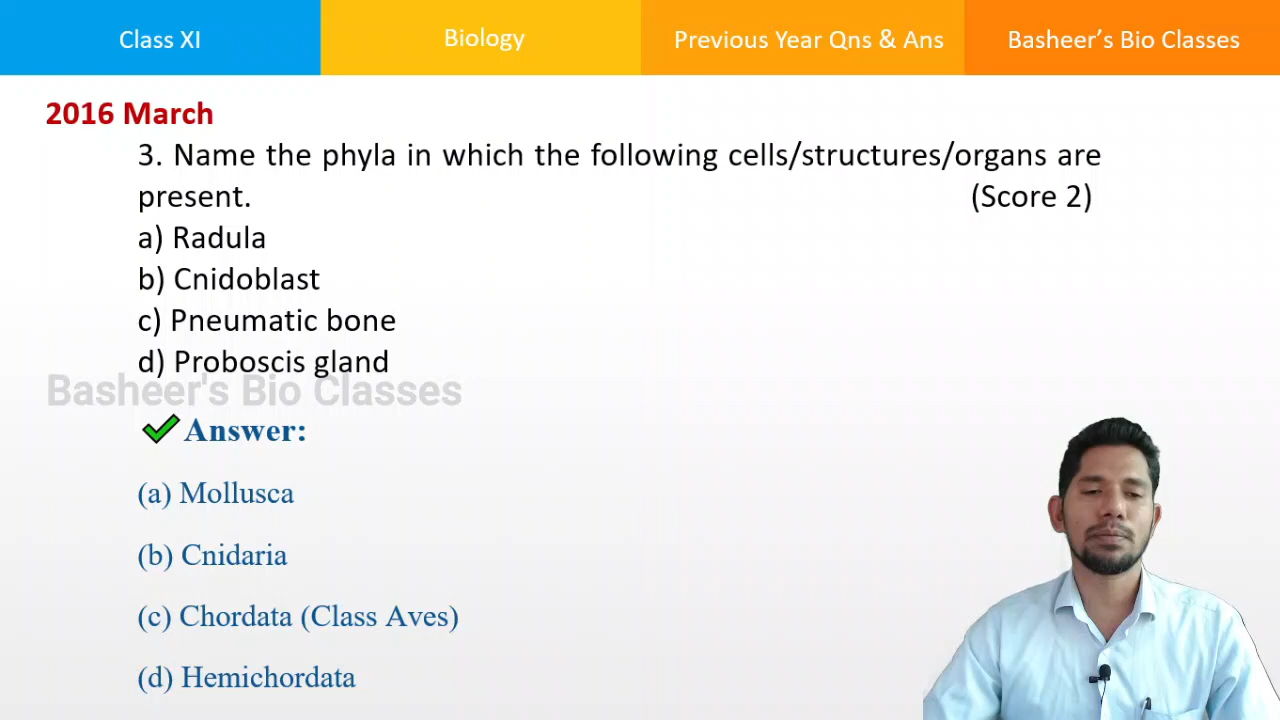 Class XI
Biology
Previous Year Qns & Ans
Basheer’s Bio Classes
2016 March
3. Name the phyla in which the following cells/structures/organs are
present. (Score 2)
a) Radula
b) Cnidoblast
c) Pneumatic bone
d) Proboscis gland
Basheer's Bio Classes
Answer:
(a) Mollusca
(b) Cnidaria
(c) Chordata (Class Aves)
(d) Hemichordata